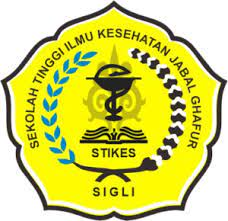 SEKOLAH TINGGI ILMU KESEHATAN JABAL GHAFUR
STIKES
SIGLI